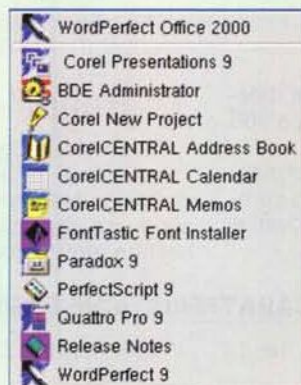 WordPerfect Office 2000
Corel Presentations 9
BDE Administrator
Corel New Project
CorelCENTRAL Address Book
CorelCENTRAL Calendar
CorelCENTRAL Memos
FontTastic Font Installer
Paradox 9
PerfectScript 9
Quattro Pro 9
Release Notes
WordPerfect 9